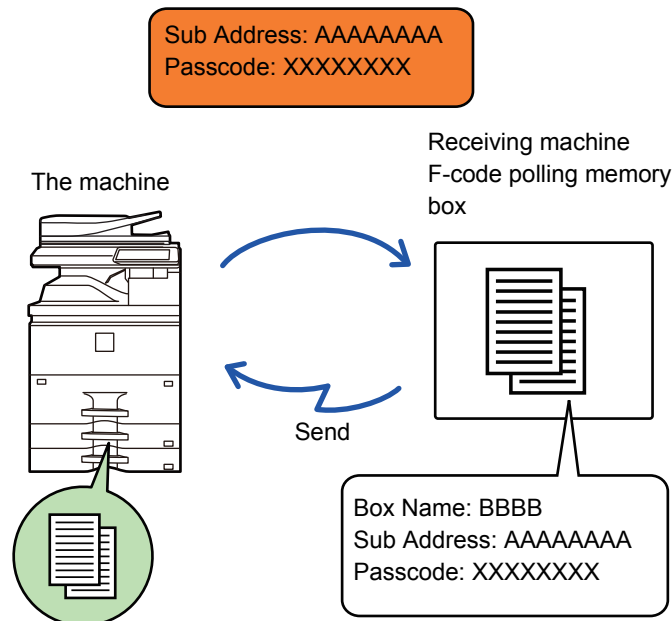 Sub Address: AAAAAAAA
Passcode: XXXXXXXX
Receiving machine
F-code polling memory
box
The machine
Send
Box Name: BBBB
Sub Address: AAAAAAAA
Passcode: XXXXXXXX